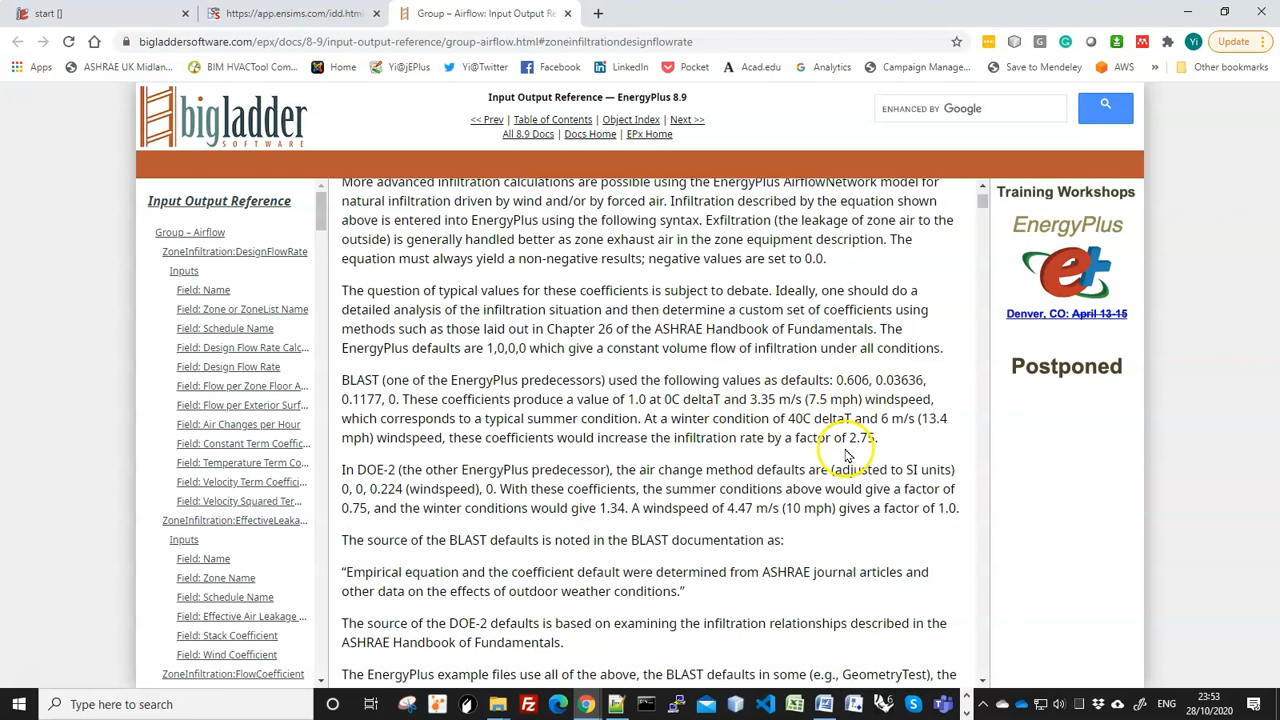 start []
https://app.ensims.com/idd.html
Group – Airflow: Input Output Re
bigladdersoftware.com/epx/docs/8-9/input-output-reference/group-airflow.html#zoneinfiltrationdesignflowrate
Update
Apps
ASHRAE UK Midlan...
BIM HVACTool Com...
Home
Yi@jEPlus
Yi@Twitter
Facebook
LinkedIn
Pocket
Acad.edu
Analytics
Campaign Manage...
Save to Mendeley
AWS
Other bookmarks
bigladder
SOFTWARE
Input Output Reference — EnergyPlus 8.9
<< Prev | Table of Contents | Object Index | Next >>
All 8.9 Docs | Docs Home | EPx Home
ENHANCED BY Google
Input Output Reference
Group – Airflow
ZoneInfiltration:DesignFlowRate
Inputs
Field: Name
Field: Zone or ZoneList Name
Field: Schedule Name
Field: Design Flow Rate Calc...
Field: Design Flow Rate
Field: Flow per Zone Floor A...
Field: Flow per Exterior Surf...
Field: Air Changes per Hour
Field: Constant Term Coeffic...
Field: Temperature Term Co...
Field: Velocity Term Coeffici...
Field: Velocity Squared Ter...
ZoneInfiltration:EffectiveLeaka...
Inputs
Field: Name
Field: Zone Name
Field: Schedule Name
Field: Effective Air Leakage ...
Field: Stack Coefficient
Field: Wind Coefficient
ZoneInfiltration:FlowCoefficient
More advanced infiltration calculations are possible using the EnergyPlus AirflowNetwork model for
natural infiltration driven by wind and/or by forced air. Infiltration described by the equation shown
above is entered into EnergyPlus using the following syntax. Exfiltration (the leakage of zone air to the
outside) is generally handled better as zone exhaust air in the zone equipment description. The
equation must always yield a non-negative results; negative values are set to 0.0.
The question of typical values for these coefficients is subject to debate. Ideally, one should do a
detailed analysis of the infiltration situation and then determine a custom set of coefficients using
methods such as those laid out in Chapter 26 of the ASHRAE Handbook of Fundamentals. The
EnergyPlus defaults are 1,0,0,0 which give a constant volume flow of infiltration under all conditions.
BLAST (one of the EnergyPlus predecessors) used the following values as defaults: 0.606, 0.03636,
0.1177, 0. These coefficients produce a value of 1.0 at 0C deltaT and 3.35 m/s (7.5 mph) windspeed,
which corresponds to a typical summer condition. At a winter condition of 40C deltaT and 6 m/s (13.4
mph) windspeed, these coefficients would increase the infiltration rate by a factor of 2.75.
In DOE-2 (the other EnergyPlus predecessor), the air change method defaults are (adjusted to SI units)
0, 0, 0.224 (windspeed), 0. With these coefficients, the summer conditions above would give a factor of
0.75, and the winter conditions would give 1.34. A windspeed of 4.47 m/s (10 mph) gives a factor of 1.0.
The source of the BLAST defaults is noted in the BLAST documentation as:
“Empirical equation and the coefficient default were determined from ASHRAE journal articles and
other data on the effects of outdoor weather conditions.”
The source of the DOE-2 defaults is based on examining the infiltration relationships described in the
ASHRAE Handbook of Fundamentals.
The EnergyPlus example files use all of the above, the BLAST defaults in some (e.g., GeometryTest), the
Training Workshops
EnergyPlus
Denver, CO: April 13-15
Postponed
Type here to search
ENG
23:53
28/10/2020